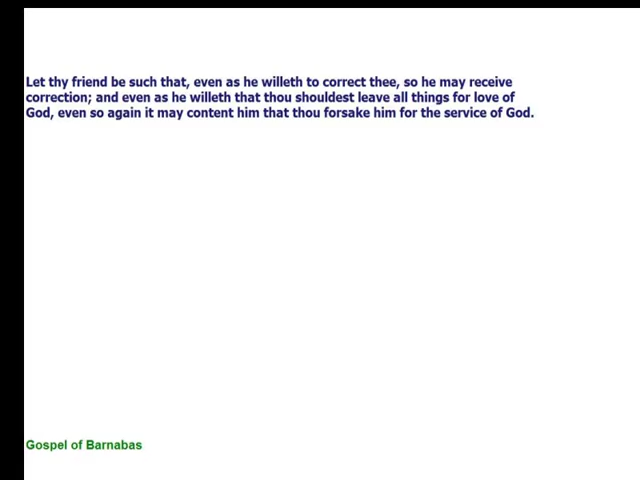 Let thy friend be such that, even as he willeth to correct thee, so he may receive
correction; and even as he willeth that thou shouldest leave all things for love of
God, even so again it may content him that thou forsake him for the service of God.
Gospel of Barnabas